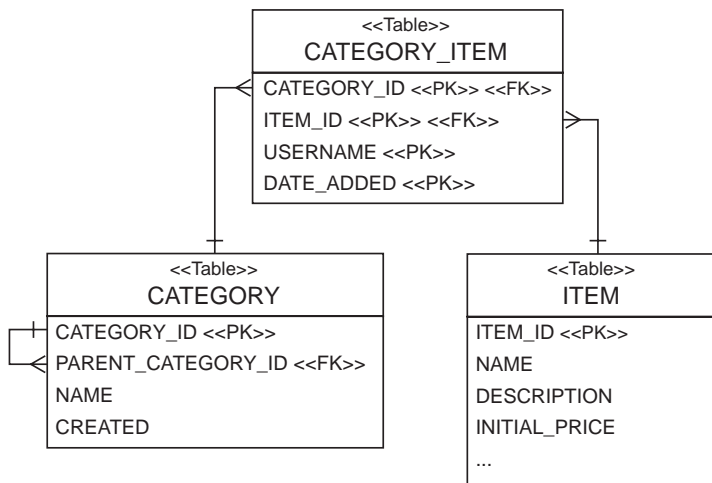 <<Table>>
CATEGORY_ITEM
CATEGORY_ID <<PK>> <<FK>>
ITEM_ID <<PK>> <<FK>>
USERNAME <<PK>>
DATE_ADDED <<PK>>
<<Table>>
CATEGORY
CATEGORY_ID <<PK>>
PARENT_CATEGORY_ID <<FK>>
NAME
CREATED
<<Table>>
ITEM
ITEM_ID <<PK>>
NAME
DESCRIPTION
INITIAL_PRICE
...